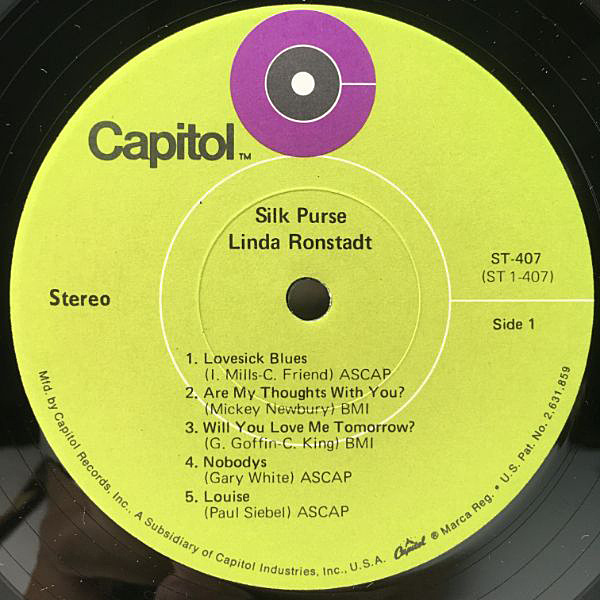 Capitol TM
Silk Purse
Linda Ronstadt
ST-407
(ST 1-407)
Stereo
Side 1
1. Lovesick Blues
(I. Mills-C. Friend) ASCAP
2. Are My Thoughts With You?
(Mickey Newbury) BMI
3. Will You Love Me Tomorrow?
(G. Goffin-C. King) BMI
4. Nobodys
(Gary White) ASCAP
5. Louise
(Paul Siebel) ASCAP
Mfd. by Capitol Records, Inc., A Subsidiary of Capitol Industries, Inc., U.S.A. Capitol ® Marca Reg. • U.S. Pat. No. 2,631,859